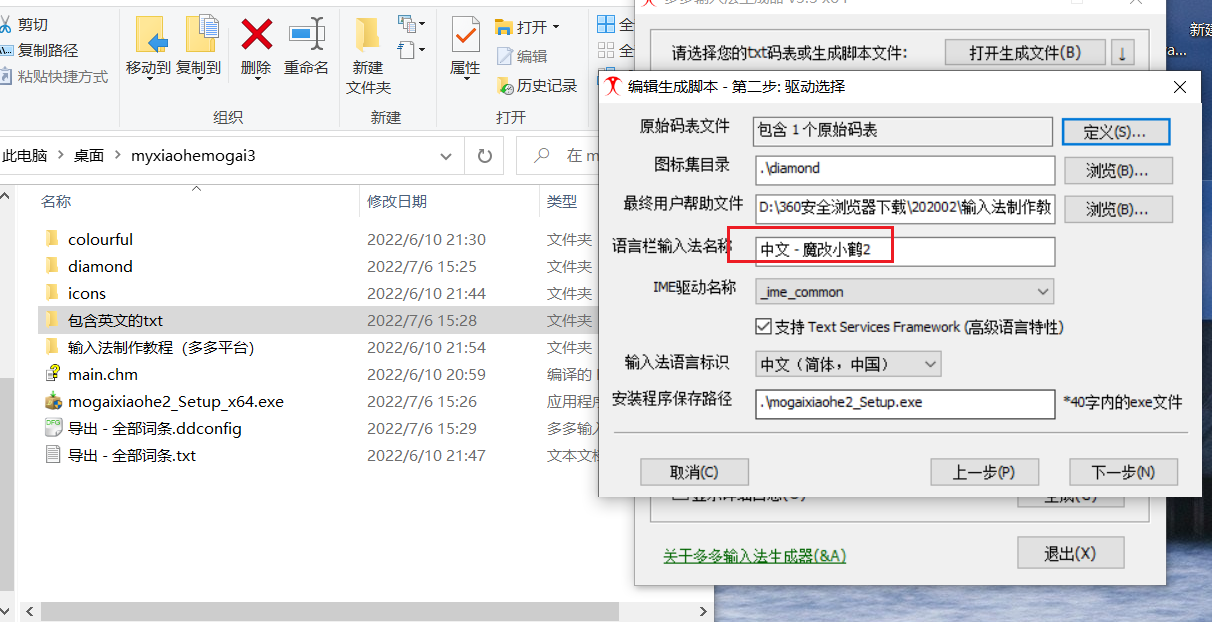 剪切
复制路径
粘贴快捷方式
移动到 复制到 删除 重命名
新建
文件夹
属性
打开
编辑
历史记录
全
全
组织 新建 打开
此电脑 桌面 myxiaohemogai3
在 m
名称 修改日期 类型
colourful 2022/6/10 21:30 文件夹
diamond 2022/7/6 15:25 文件夹
icons 2022/6/10 21:44 文件夹
包含英文的txt 2022/7/6 15:28 文件夹
输入法制作教程（多多平台） 2022/6/10 21:54 文件夹
main.chm 2022/6/10 20:59 编译的
mogaixiaohe2_Setup_x64.exe 2022/7/6 15:26 应用程序
导出 - 全部词条.ddconfig 2022/7/6 15:29 多多输入
导出 - 全部词条.txt 2022/6/10 21:47 文本文档
请选择您的txt码表或生成脚本文件:
打开生成文件(B) ↓
编辑生成脚本 - 第二步: 驱动选择
原始码表文件 包含 1 个原始码表 定义(S)...
图标集目录 .\diamond 浏览(B)...
最终用户帮助文件 D:\360安全浏览器下载\202002\输入法制作教 浏览(B)...
语言栏输入法名称 中文 - 魔改小鹤2
IME驱动名称 _ime_common
支持 Text Services Framework (高级语言特性)
输入法语言标识 中文（简体，中国）
安装程序保存路径 .\mogaixiaohe2_Setup.exe *40字内的exe文件
取消(C) 上一步(P) 下一步(N)
关于多多输入法生成器(&A) 退出(X)
新建
a...